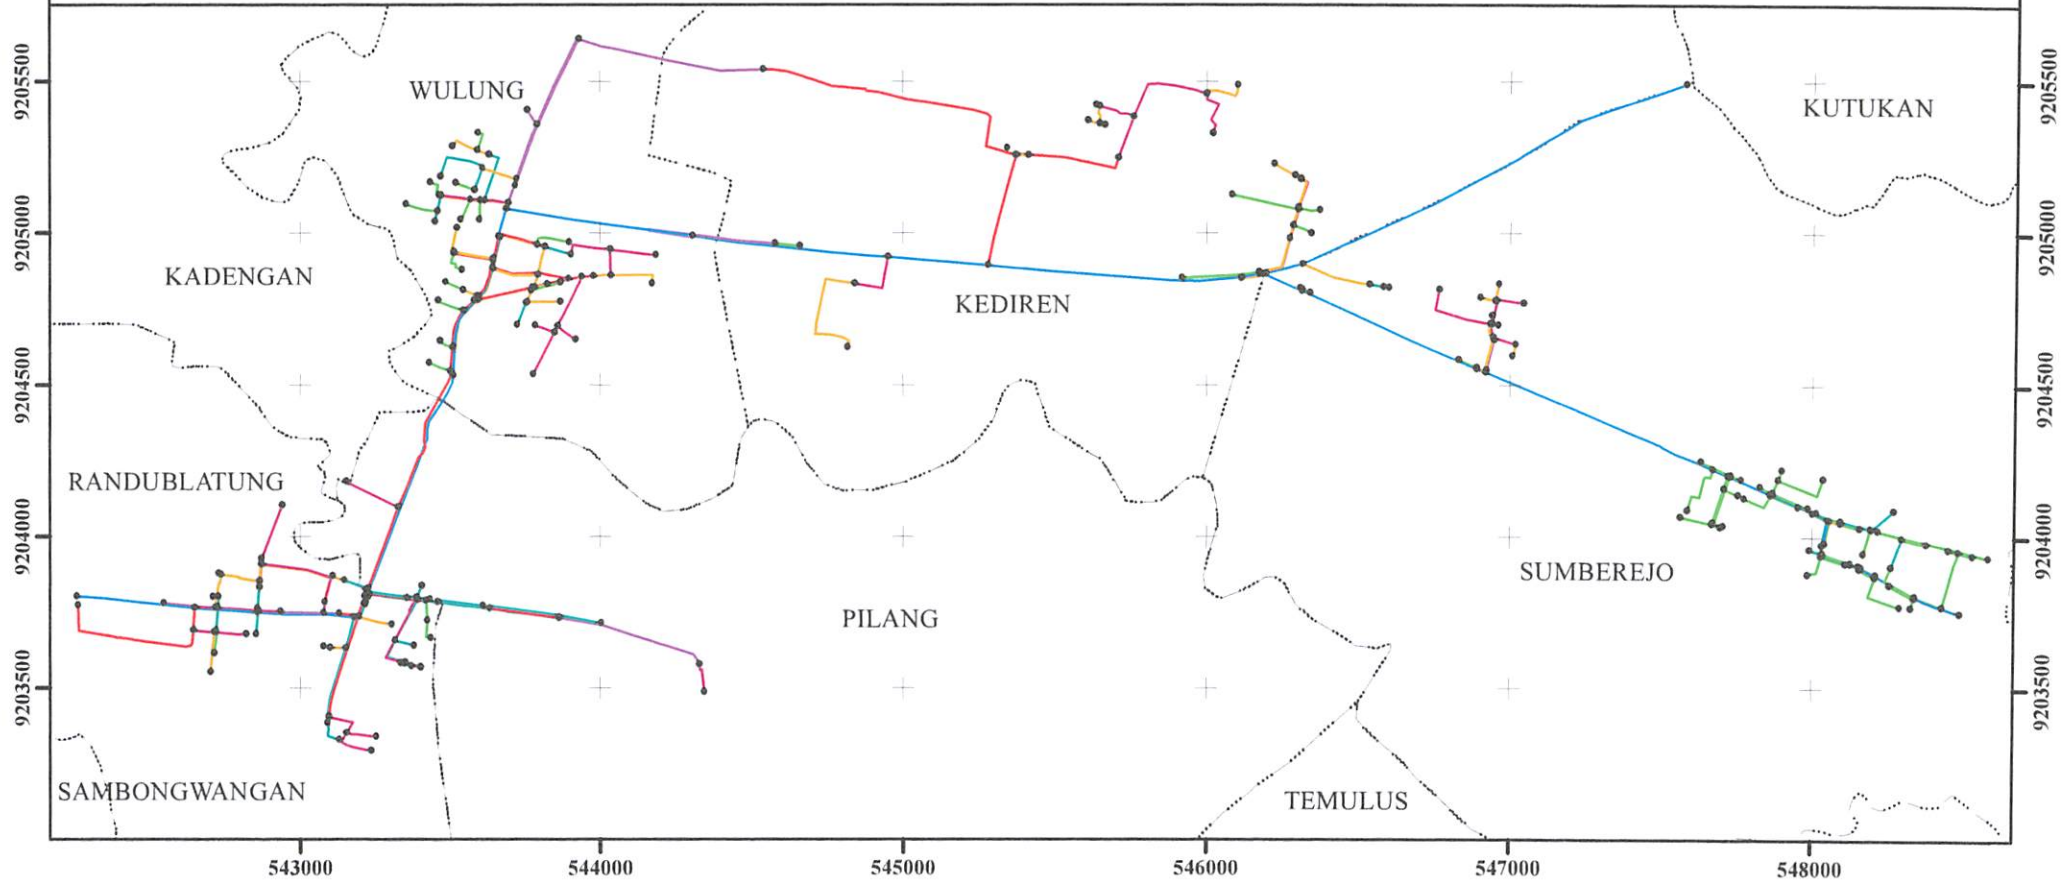 9205500
9205500
WULUNG
KUTUKAN
9205000
9205000
KADENGAN
KEDIREN
9204500
9204500
RANDUBLATUNG
9204000
9204000
SUMBEREJO
PILANG
9203500
9203500
SAMBONGWANGAN
TEMULUS
543000 544000 545000 546000 547000 548000